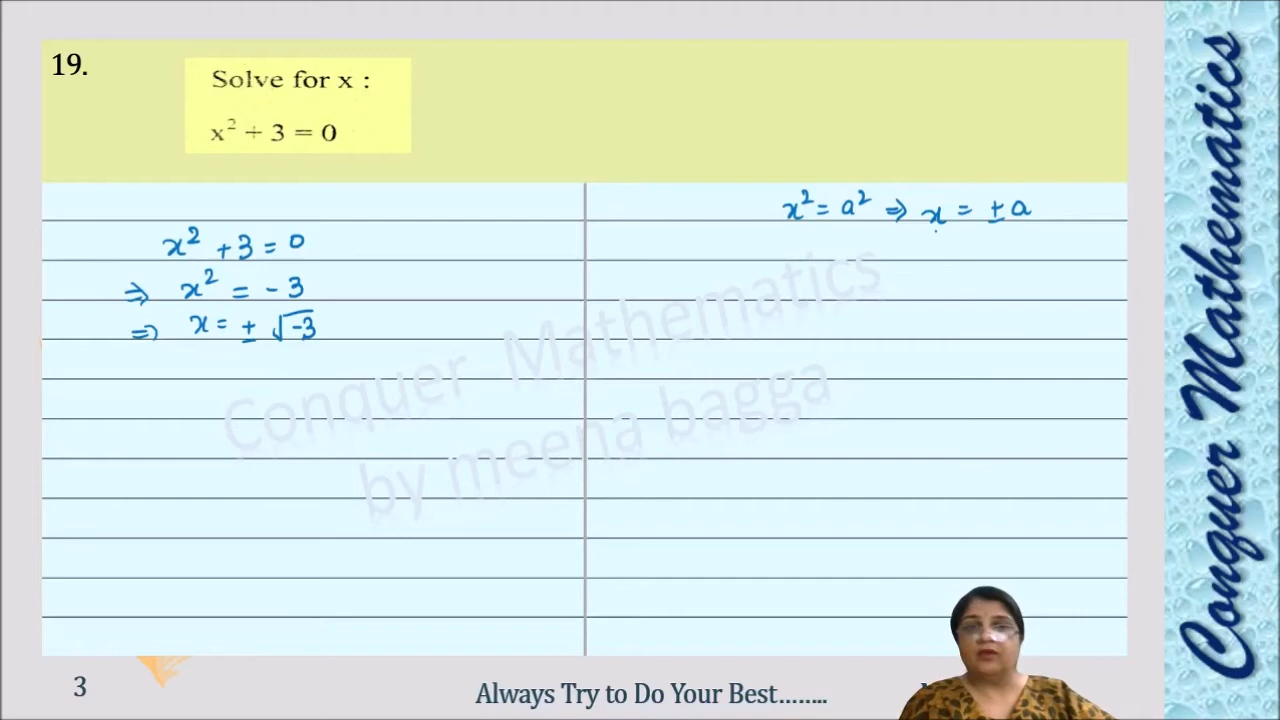 19.
Solve for x :
x² + 3 = 0
x² = a² ⇒ x = ± a
x² + 3 = 0
⇒ x² = - 3
⇒ x = ± √-3
Conquer Mathematics
by meena bagga
3
Always Try to Do Your Best........
Conquer Mathematics